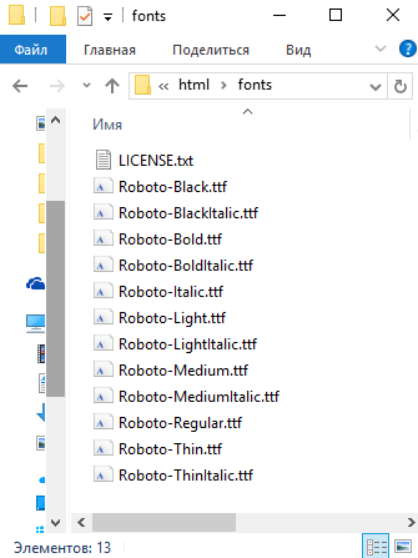 fonts
Файл Главная Поделиться Вид
« html › fonts
Имя
LICENSE.txt
Roboto-Black.ttf
Roboto-BlackItalic.ttf
Roboto-Bold.ttf
Roboto-BoldItalic.ttf
Roboto-Italic.ttf
Roboto-Light.ttf
Roboto-LightItalic.ttf
Roboto-Medium.ttf
Roboto-MediumItalic.ttf
Roboto-Regular.ttf
Roboto-Thin.ttf
Roboto-ThinItalic.ttf
Элементов: 13